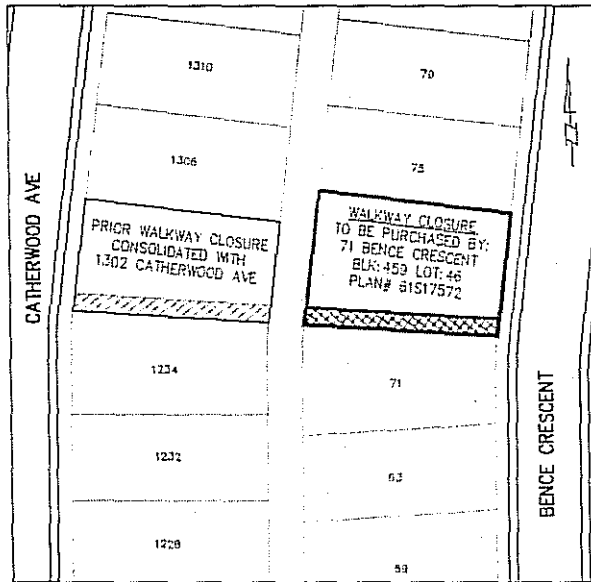 1310
79
1306
75
CATHERWOOD AVE
PRIOR WALKWAY CLOSURE
CONSOLIDATED WITH
1302 CATHERWOOD AVE
WALKWAY CLOSURE
TO BE PURCHASED BY:
71 BENCE CRESCENT
BLK: 459 LOT: 46
PLAN# 61S17572
1234
71
1232
63
1228
59
BENCE CRESCENT